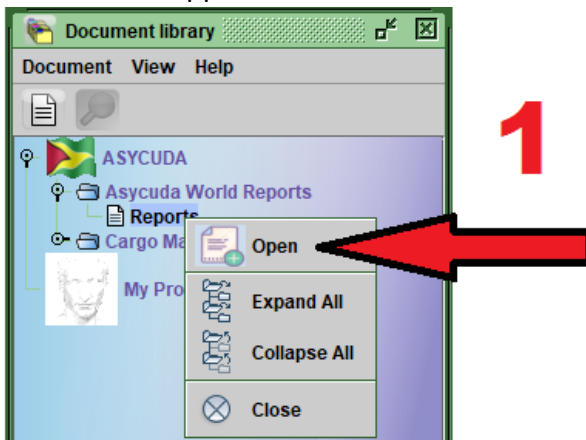 Document library
Document View Help
ASYCUDA
Asycuda World Reports
Reports
Open
Cargo Ma
My Pro
Expand All
Collapse All
Close
1